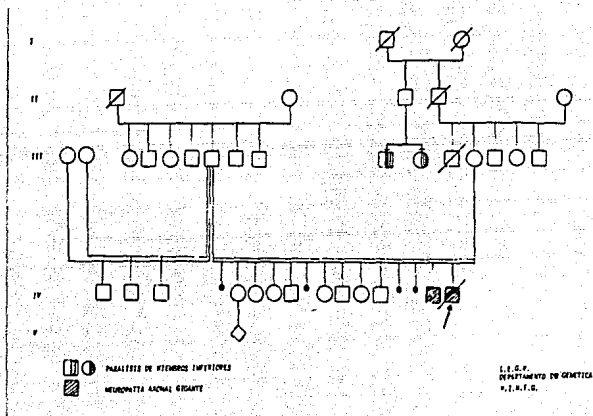 I
II
III
IV
V
PARALISIS DE MIEMBROS INFERIORES
NEUROPATIA AXONAL GIGANTE
DEPARTAMENTO DE GENETICA